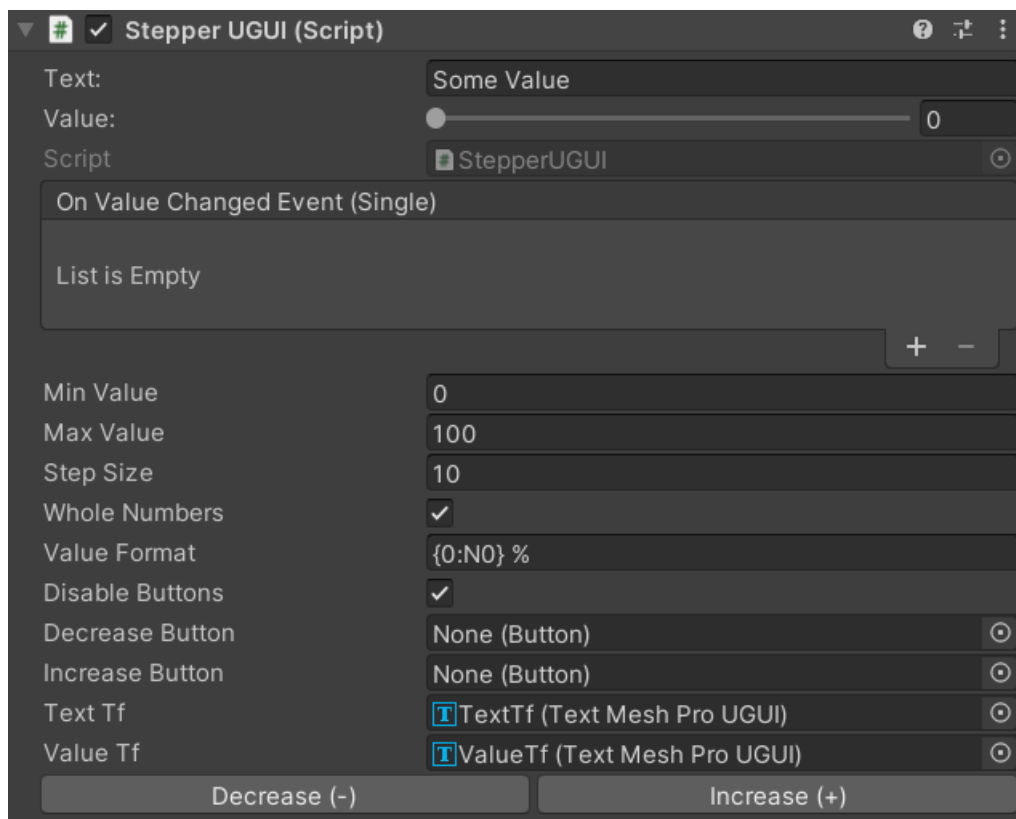 Stepper UGUI (Script)
Text: Some Value
Value: 0
Script StepperUGUI
On Value Changed Event (Single)
List is Empty
+ −
Min Value 0
Max Value 100
Step Size 10
Whole Numbers
Value Format {0:N0} %
Disable Buttons
Decrease Button None (Button)
Increase Button None (Button)
Text Tf TextTf (Text Mesh Pro UGUI)
Value Tf ValueTf (Text Mesh Pro UGUI)
Decrease (-) Increase (+)